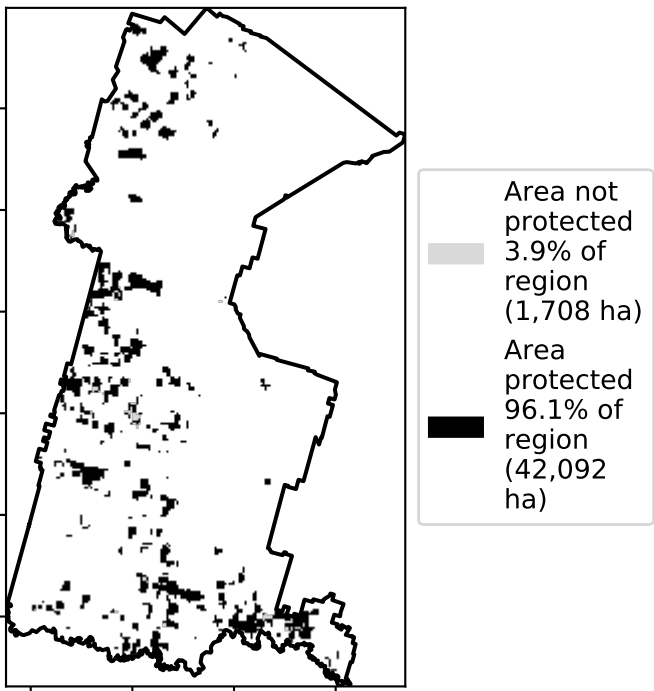 Area not
protected
3.9% of
region
(1,708 ha)
Area
protected
96.1% of
region
(42,092
ha)